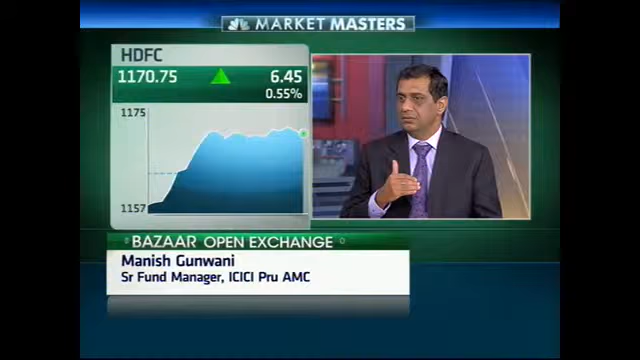 MARKET MASTERS
HDFC
1170.75 6.45
0.55%
1175
1157
BAZAAR OPEN EXCHANGE
Manish Gunwani
Sr Fund Manager, ICICI Pru AMC